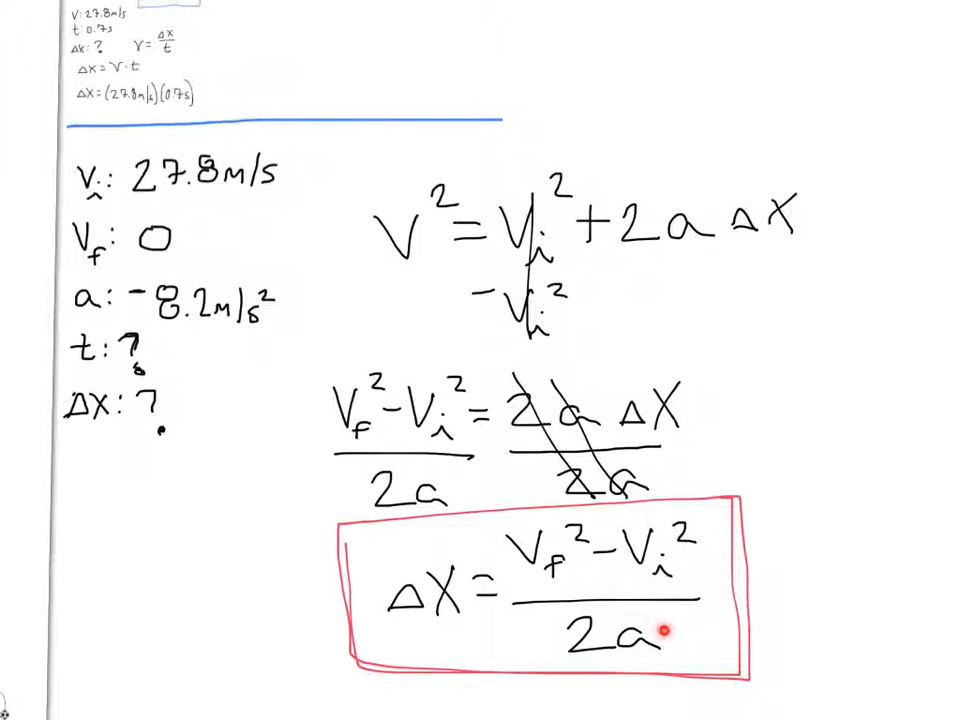 V: 27.8m/s
t: 0.7s
Δx: ? V = Δx/t
Δx = V·t
Δx = (27.8m/s)(0.7s)
Vi: 27.8m/s
Vf: 0
a: -8.2m/s²
t: ?
Δx: ?
V² = Vi² + 2aΔX
-Vi²
Vf² - Vi² = 2aΔX
2a 2a
ΔX = Vf² - Vi²
2a